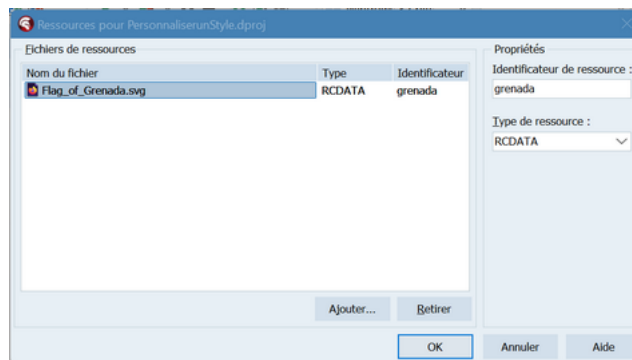 Ressources pour PersonnaliserunStyle.dproj
Fichiers de ressources
Nom du fichier Type Identificateur
Flag_of_Grenada.svg RCDATA grenada
Ajouter... Retirer
Propriétés
Identificateur de ressource :
grenada
Type de ressource :
RCDATA
OK Annuler Aide